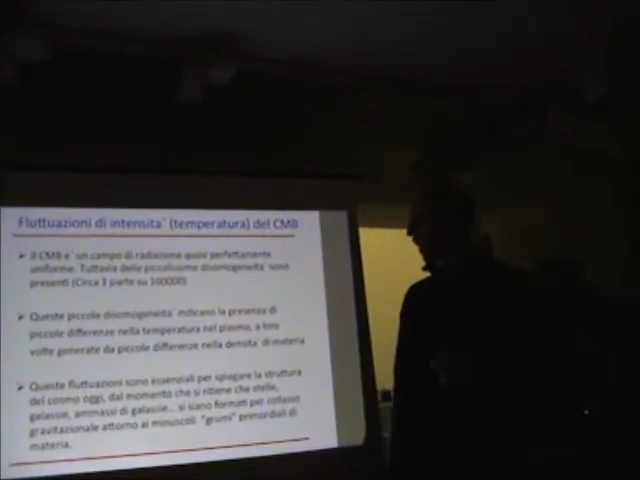 Fluttuazioni di intensita` (temperatura) del CMB
Il CMB e` un campo di radiazione quasi perfettamente
uniforme. Tuttavia delle piccolissime disomogeneita` sono
presenti (Circa 1 parte su 100000)
Queste piccole disomogeneita` indicano la presenza di
piccole differenze nella temperatura nel plasma, a loro
volte generate da piccole differenze nella densita` di materia
Queste fluttuazioni sono essenziali per spiegare la struttura
del cosmo oggi, dal momento che si ritiene che stelle,
galassie, ammassi di galassie... si siano formati per collasso
gravitazionale attorno ai minuscoli "grumi" primordiali di
materia.